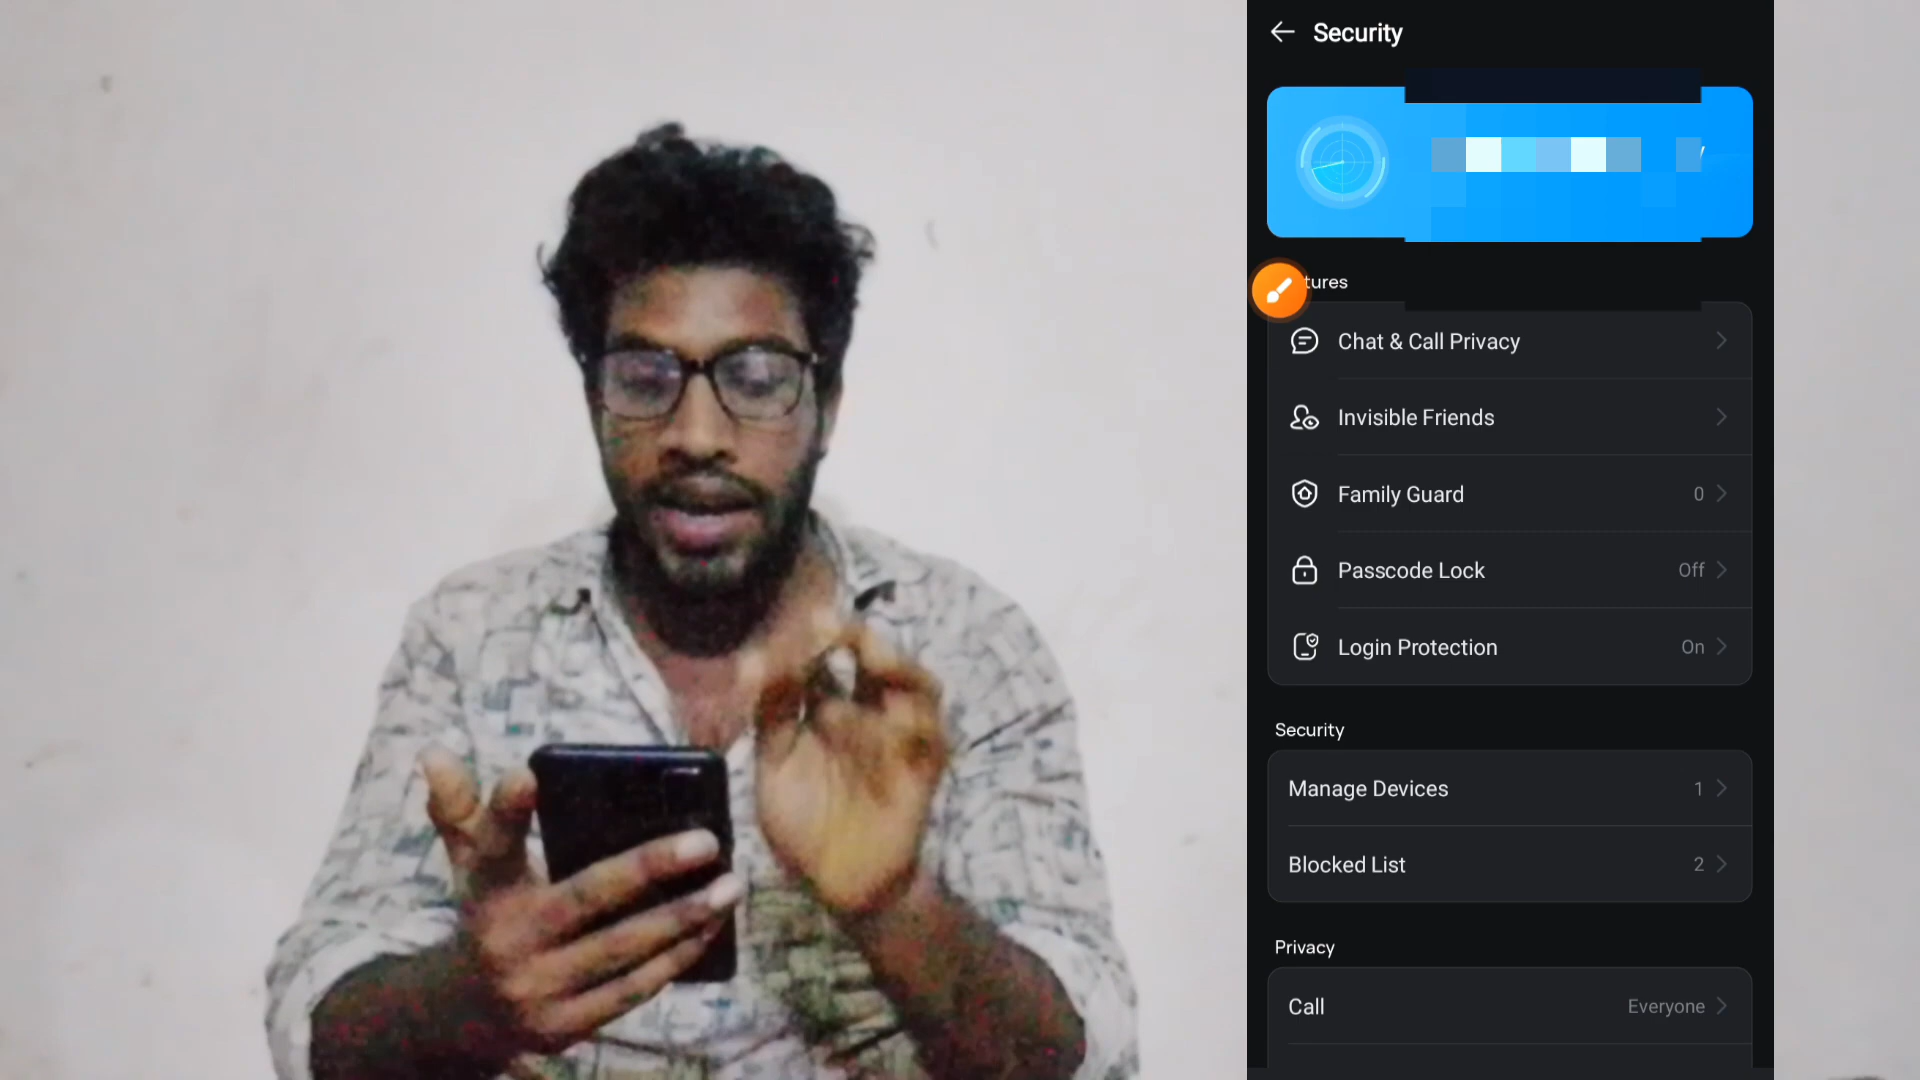 Security
tures
Chat & Call Privacy
Invisible Friends
Family Guard 0
Passcode Lock Off
Login Protection On
Security
Manage Devices 1
Blocked List 2
Privacy
Call Everyone